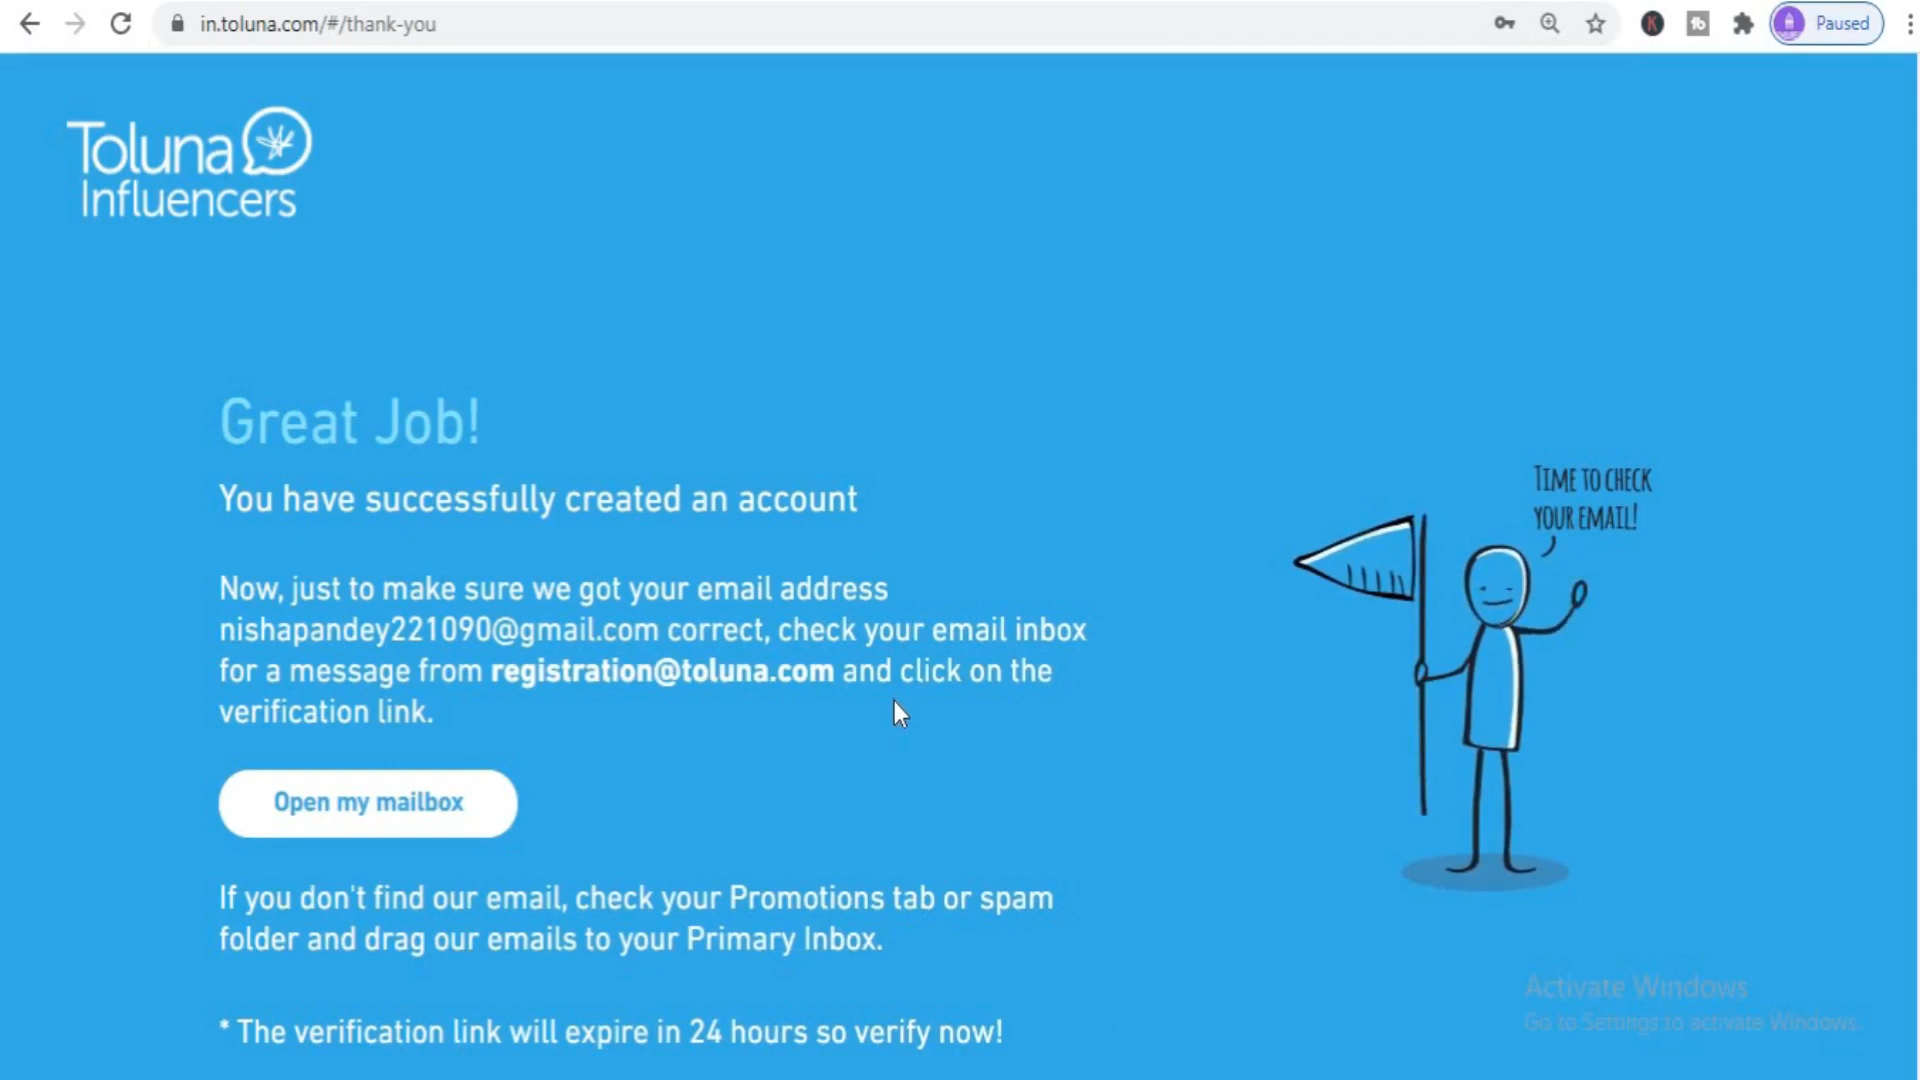 in.toluna.com/#/thank-you
Paused
Toluna
Influencers
Great Job!
You have successfully created an account
TIME TO CHECK
YOUR EMAIL!
Now, just to make sure we got your email address
nishapandey221090@gmail.com correct, check your email inbox
for a message from registration@toluna.com and click on the
verification link.
Open my mailbox
If you don't find our email, check your Promotions tab or spam
folder and drag our emails to your Primary Inbox.
Activate Windows
Go to Settings to activate Windows.
* The verification link will expire in 24 hours so verify now!